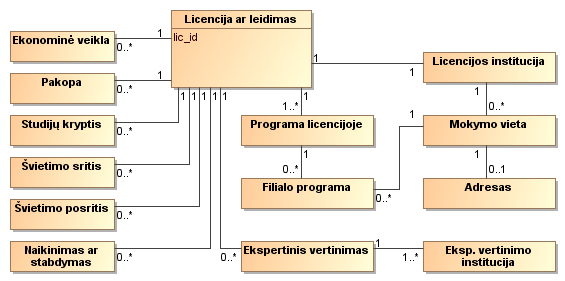 Licencija ar leidimas
lic_id
Ekonominė veikla
1
0..*
Pakopa
1
0..*
Studijų kryptis
1
0..*
Švietimo sritis
1
0..*
Švietimo posritis
1
0..*
Naikinimas ar
stabdymas
1
0..*
1
1
Licencijos institucija
1
1..*
Programa licencijoje
1
0..*
Mokymo vieta
1
0..*
Filialo programa
1
0..*
1
0..1
Adresas
1
0..*
Ekspertinis vertinimas
1
1..*
Eksp. vertinimo
institucija